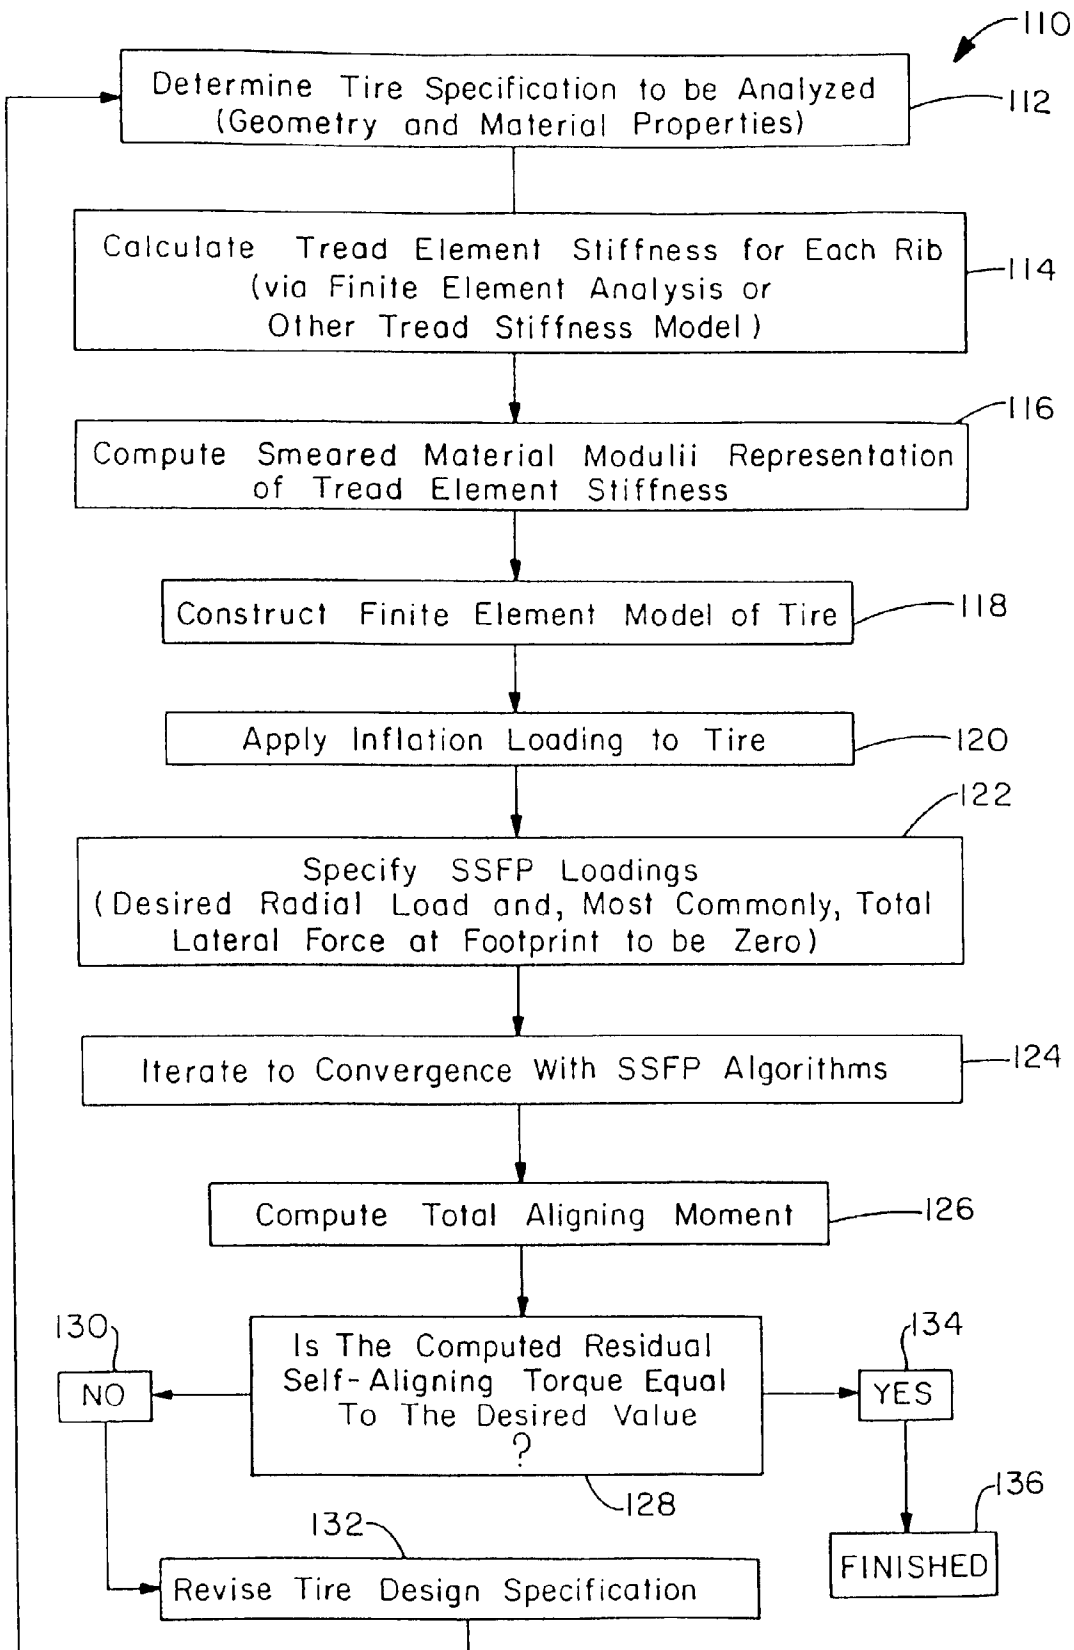 110
Determine Tire Specification to be Analyzed
(Geometry and Material Properties)
112
Calculate Tread Element Stiffness for Each Rib
(via Finite Element Analysis or
Other Tread Stiffness Model)
114
116
Compute Smeared Material Modulii Representation
of Tread Element Stiffness
Construct Finite Element Model of Tire
118
Apply Inflation Loading to Tire
120
122
Specify SSFP Loadings
(Desired Radial Load and, Most Commonly, Total
Lateral Force at Footprint to be Zero)
Iterate to Convergence With SSFP Algorithms
124
Compute Total Aligning Moment
126
130
NO
Is The Computed Residual
Self-Aligning Torque Equal
To The Desired Value
?
128
134
YES
136
FINISHED
132
Revise Tire Design Specification